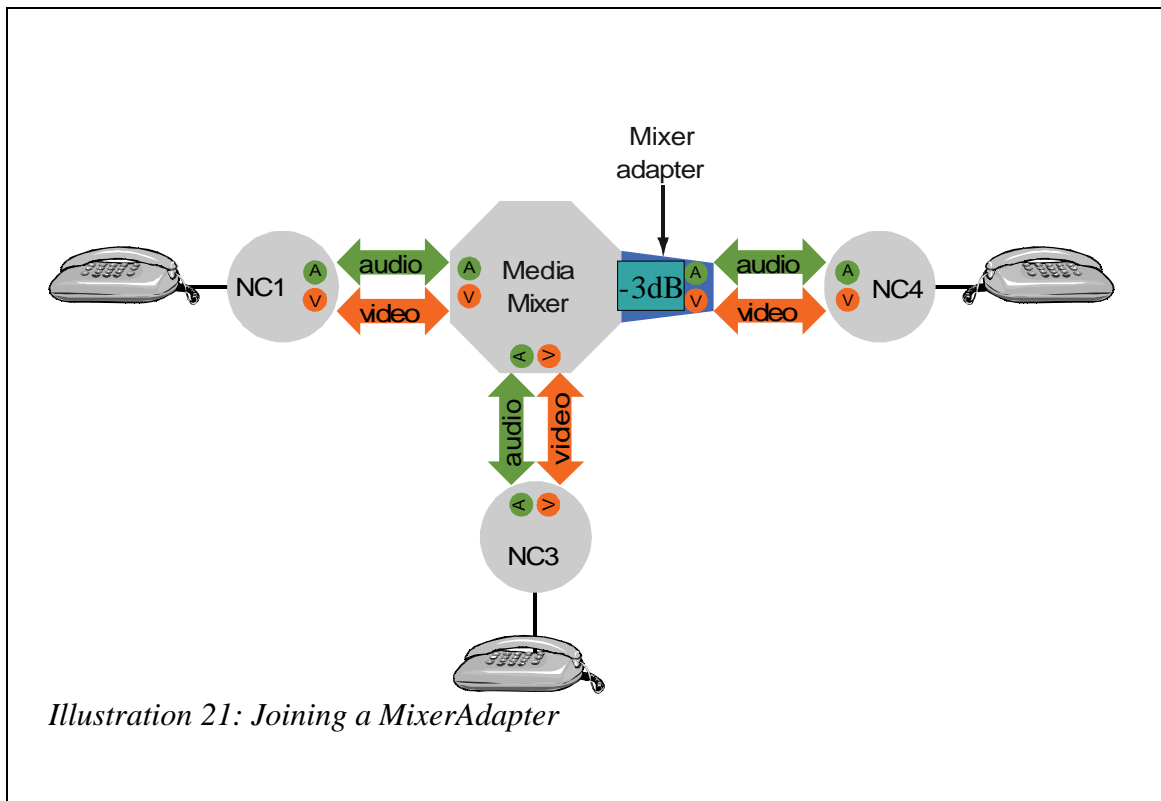 Mixer
adapter
NC1
A
V
audio
video
A
V
Media
Mixer
-3dB
A
V
audio
video
A
V
NC4
A
V
audio
video
A
V
NC3
Illustration 21: Joining a MixerAdapter